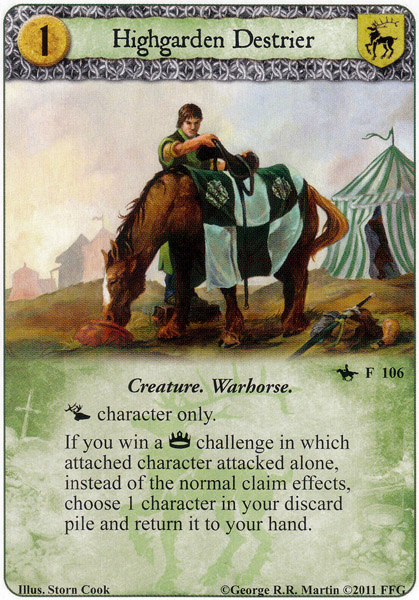 1
Highgarden Destrier
F 106
Creature. Warhorse.
character only.
If you win a challenge in which
attached character attacked alone,
instead of the normal claim effects,
choose 1 character in your discard
pile and return it to your hand.
Illus. Storn Cook
©George R.R. Martin ©2011 FFG